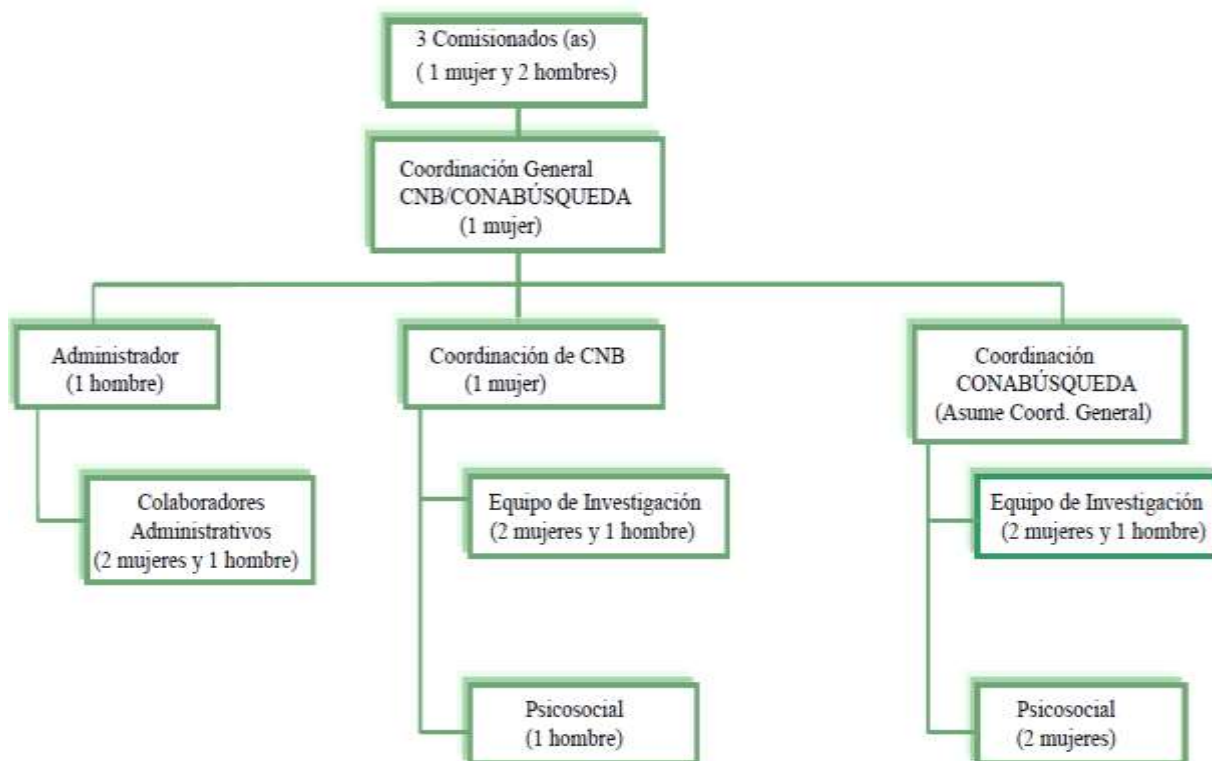 3 Comisionados (as)
( 1 mujer y 2 hombres)
Coordinación General
CNB/CONABÚSQUEDA
(1 mujer)
Administrador
(1 hombre)
Colaboradores
Administrativos
(2 mujeres y 1 hombre)
Coordinación de CNB
(1 mujer)
Equipo de Investigación
(2 mujeres y 1 hombre)
Psicosocial
(1 hombre)
Coordinación
CONABÚSQUEDA
(Asume Coord. General)
Equipo de Investigación
(2 mujeres y 1 hombre)
Psicosocial
(2 mujeres)